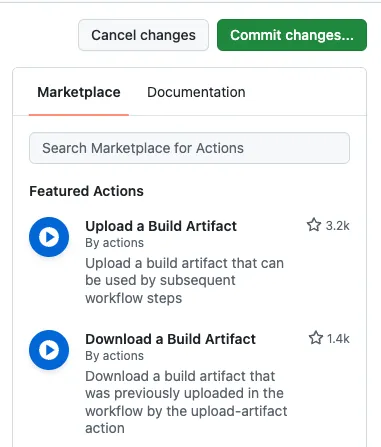 Cancel changes Commit changes...
Marketplace Documentation
Search Marketplace for Actions
Featured Actions
Upload a Build Artifact 3.2k
By actions
Upload a build artifact that can
be used by subsequent
workflow steps
Download a Build Artifact 1.4k
By actions
Download a build artifact that
was previously uploaded in the
workflow by the upload-artifact
action